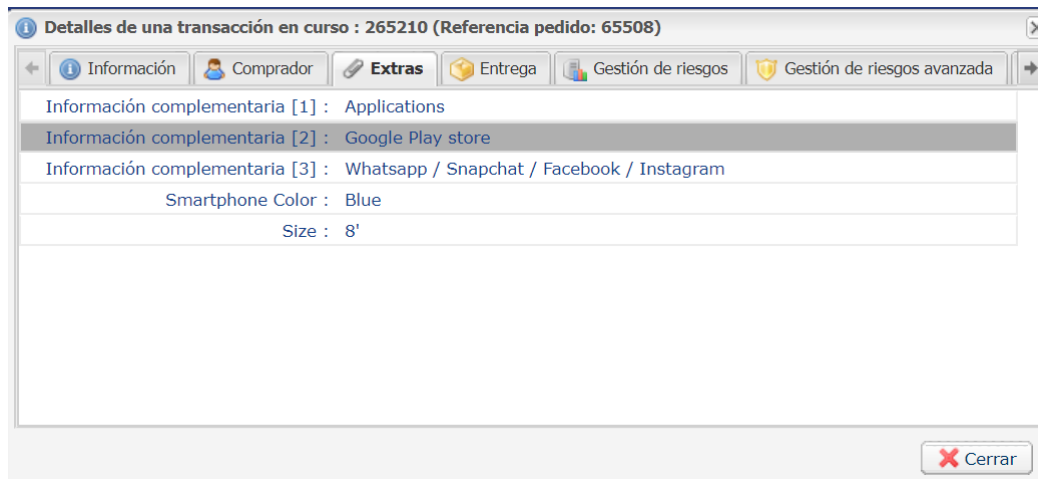 Detalles de una transacción en curso : 265210 (Referencia pedido: 65508)
Información Comprador Extras Entrega Gestión de riesgos Gestión de riesgos avanzada
Información complementaria [1] : Applications
Información complementaria [2] : Google Play store
Información complementaria [3] : Whatsapp / Snapchat / Facebook / Instagram
Smartphone Color : Blue
Size : 8'
Cerrar